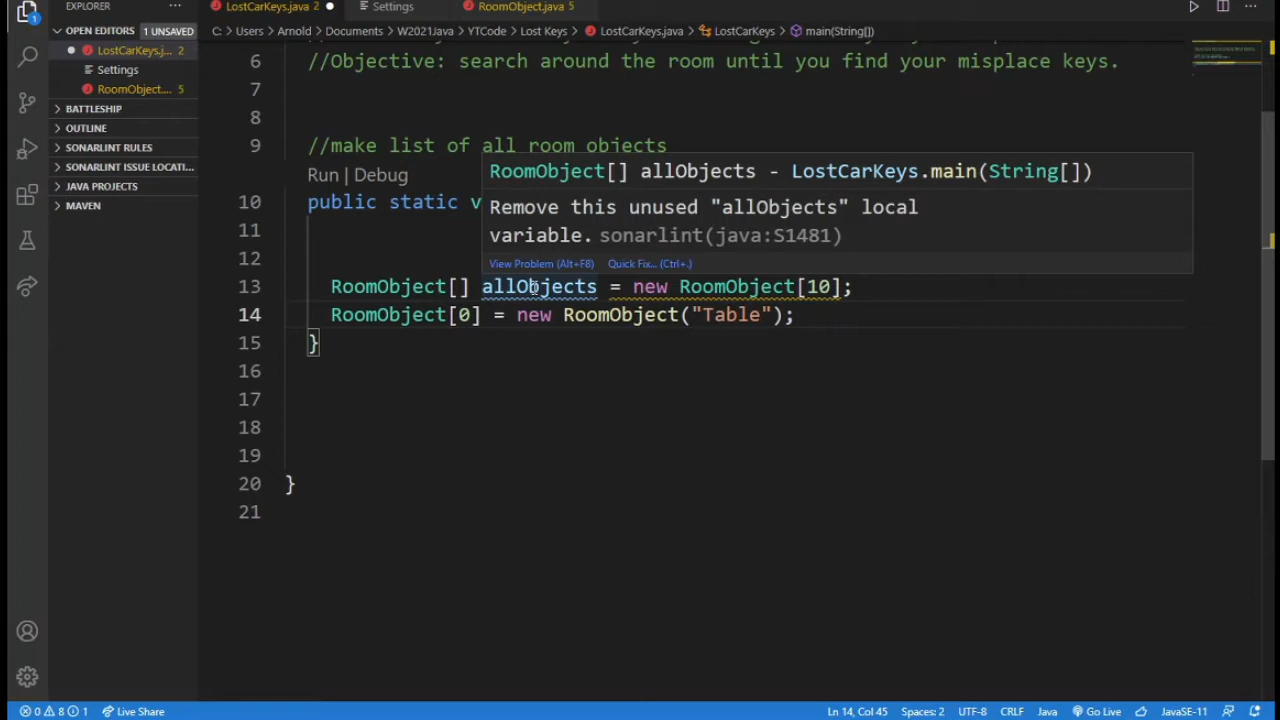 EXPLORER
LostCarKeys.java 2
Settings
RoomObject.java 5
1
OPEN EDITORS 1 UNSAVED
C: > Users > Arnold > Documents > W2021Java > YTCode > Lost Keys > LostCarKeys.java > LostCarKeys > main(String[])
LostCarKeys.j... 2
Settings
RoomObject.... 5
BATTLESHIP
OUTLINE
SONARLINT RULES
SONARLINT ISSUE LOCATI...
JAVA PROJECTS
MAVEN
6 //Objective: search around the room until you find your misplace keys.
7
8
9 //make list of all room objects
Run | Debug
RoomObject[] allObjects - LostCarKeys.main(String[])
Remove this unused "allObjects" local
variable. sonarlint(java:S1481)
View Problem (Alt+F8) Quick Fix... (Ctrl+.)
10 public static v
11
12
13 RoomObject[] allObjects = new RoomObject[10];
14 RoomObject[0] = new RoomObject("Table");
15 }
16
17
18
19
20 }
21
0 8 1 Live Share
Ln 14, Col 45 Spaces: 2 UTF-8 CRLF Java Go Live JavaSE-11